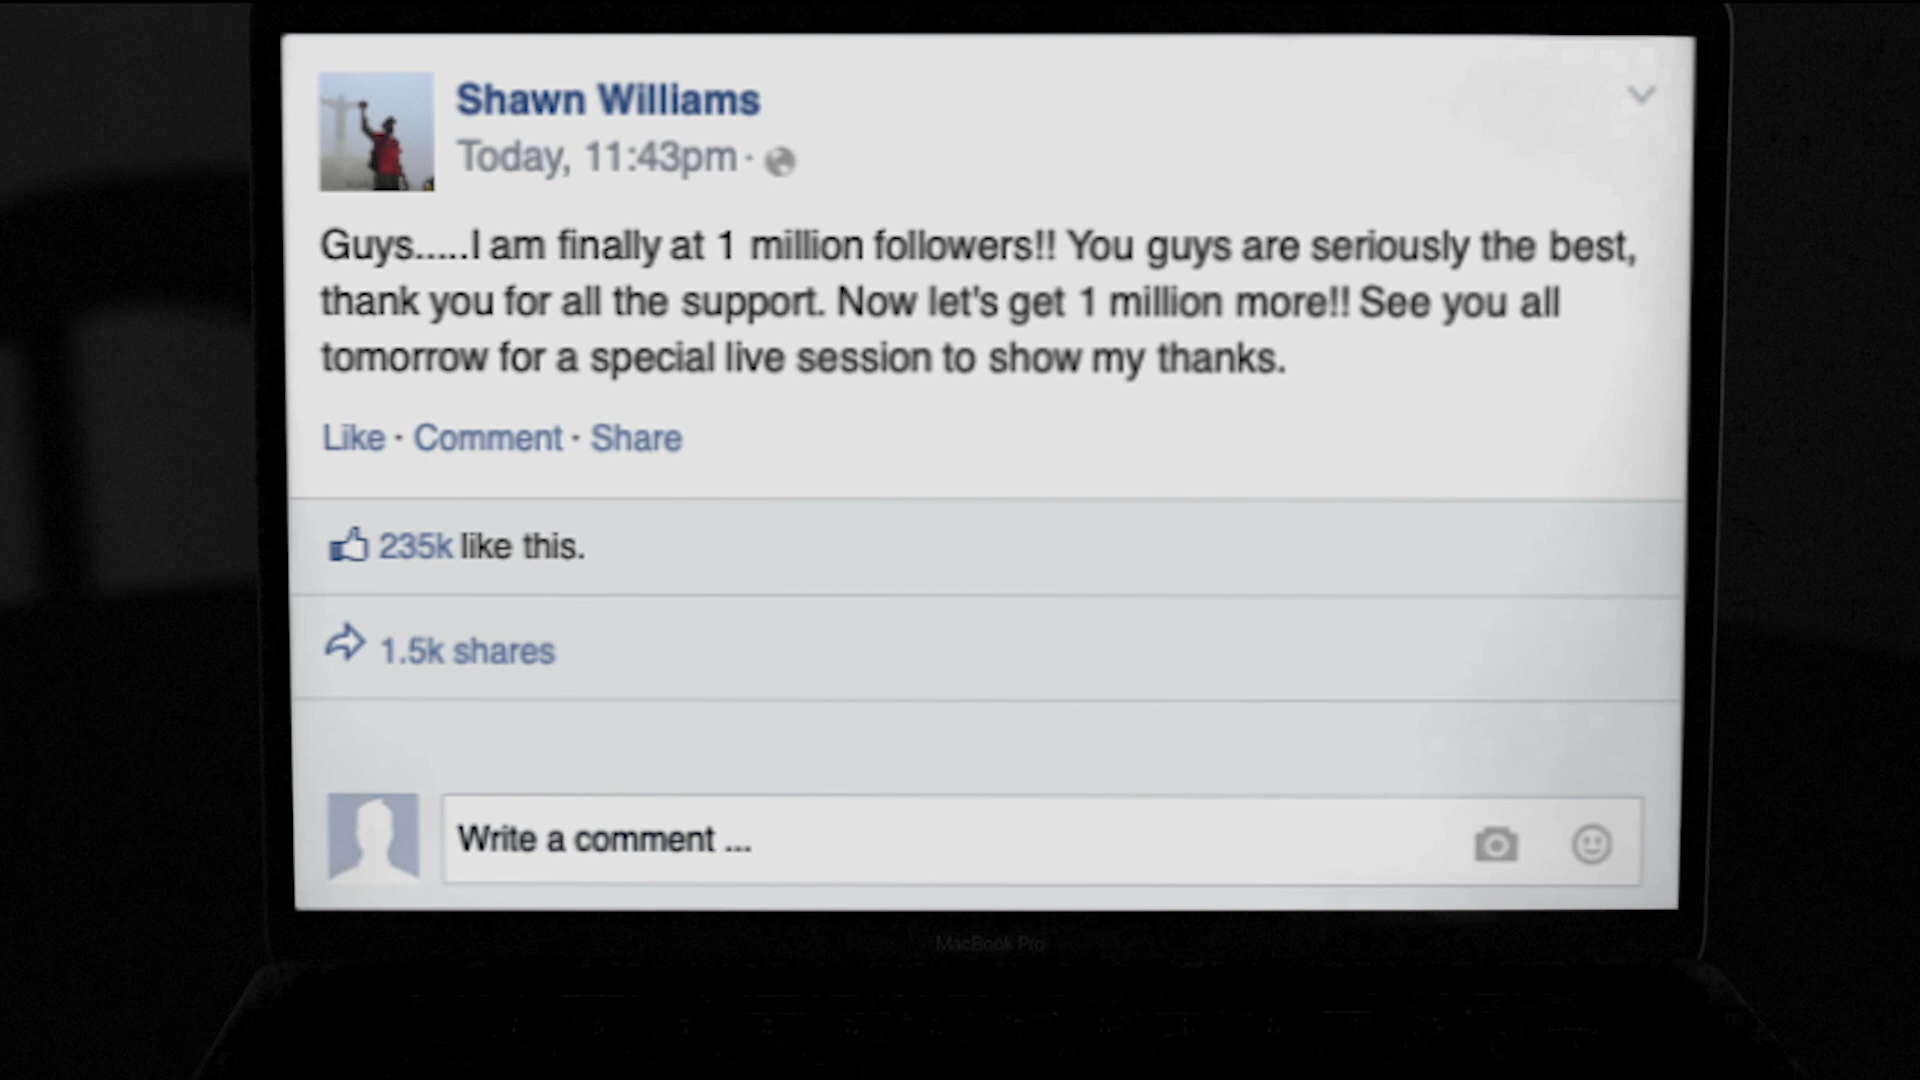 Shawn Williams
Today, 11:43pm ·
Guys.....I am finally at 1 million followers!! You guys are seriously the best,
thank you for all the support. Now let's get 1 million more!! See you all
tomorrow for a special live session to show my thanks.
Like · Comment · Share
235k like this.
1.5k shares
Write a comment ...
MacBook Pro